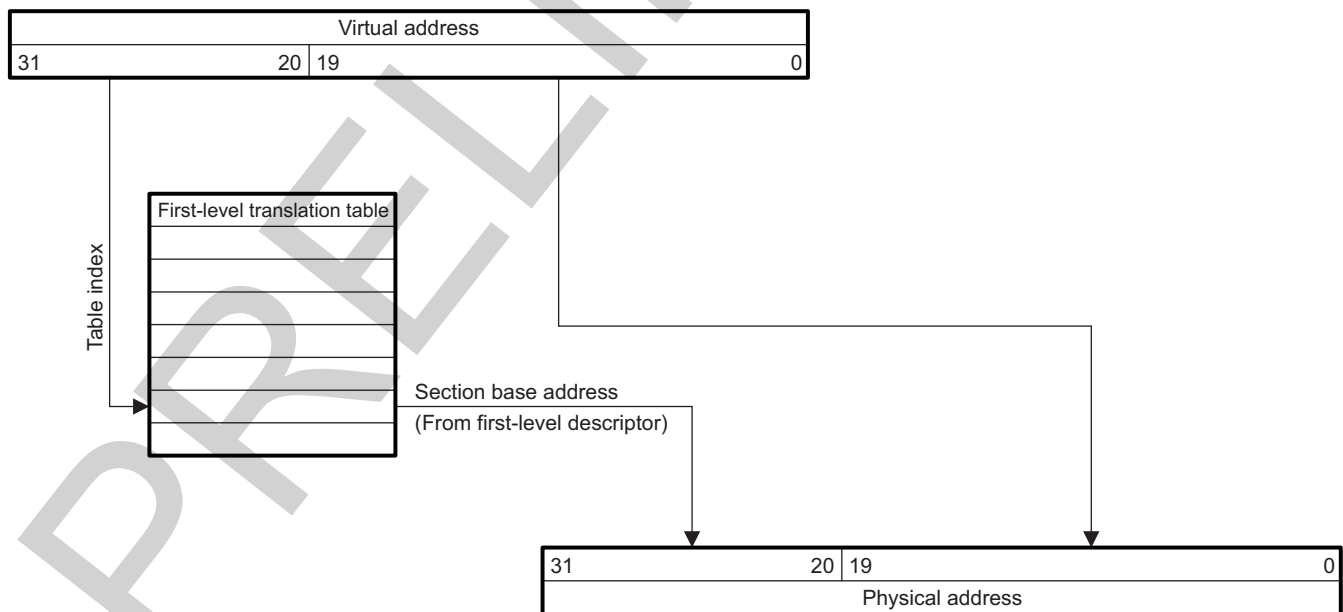 Virtual address
31 20 19 0
First-level translation table
Table index
Section base address
(From first-level descriptor)
31 20 19 0
Physical address
PRELI